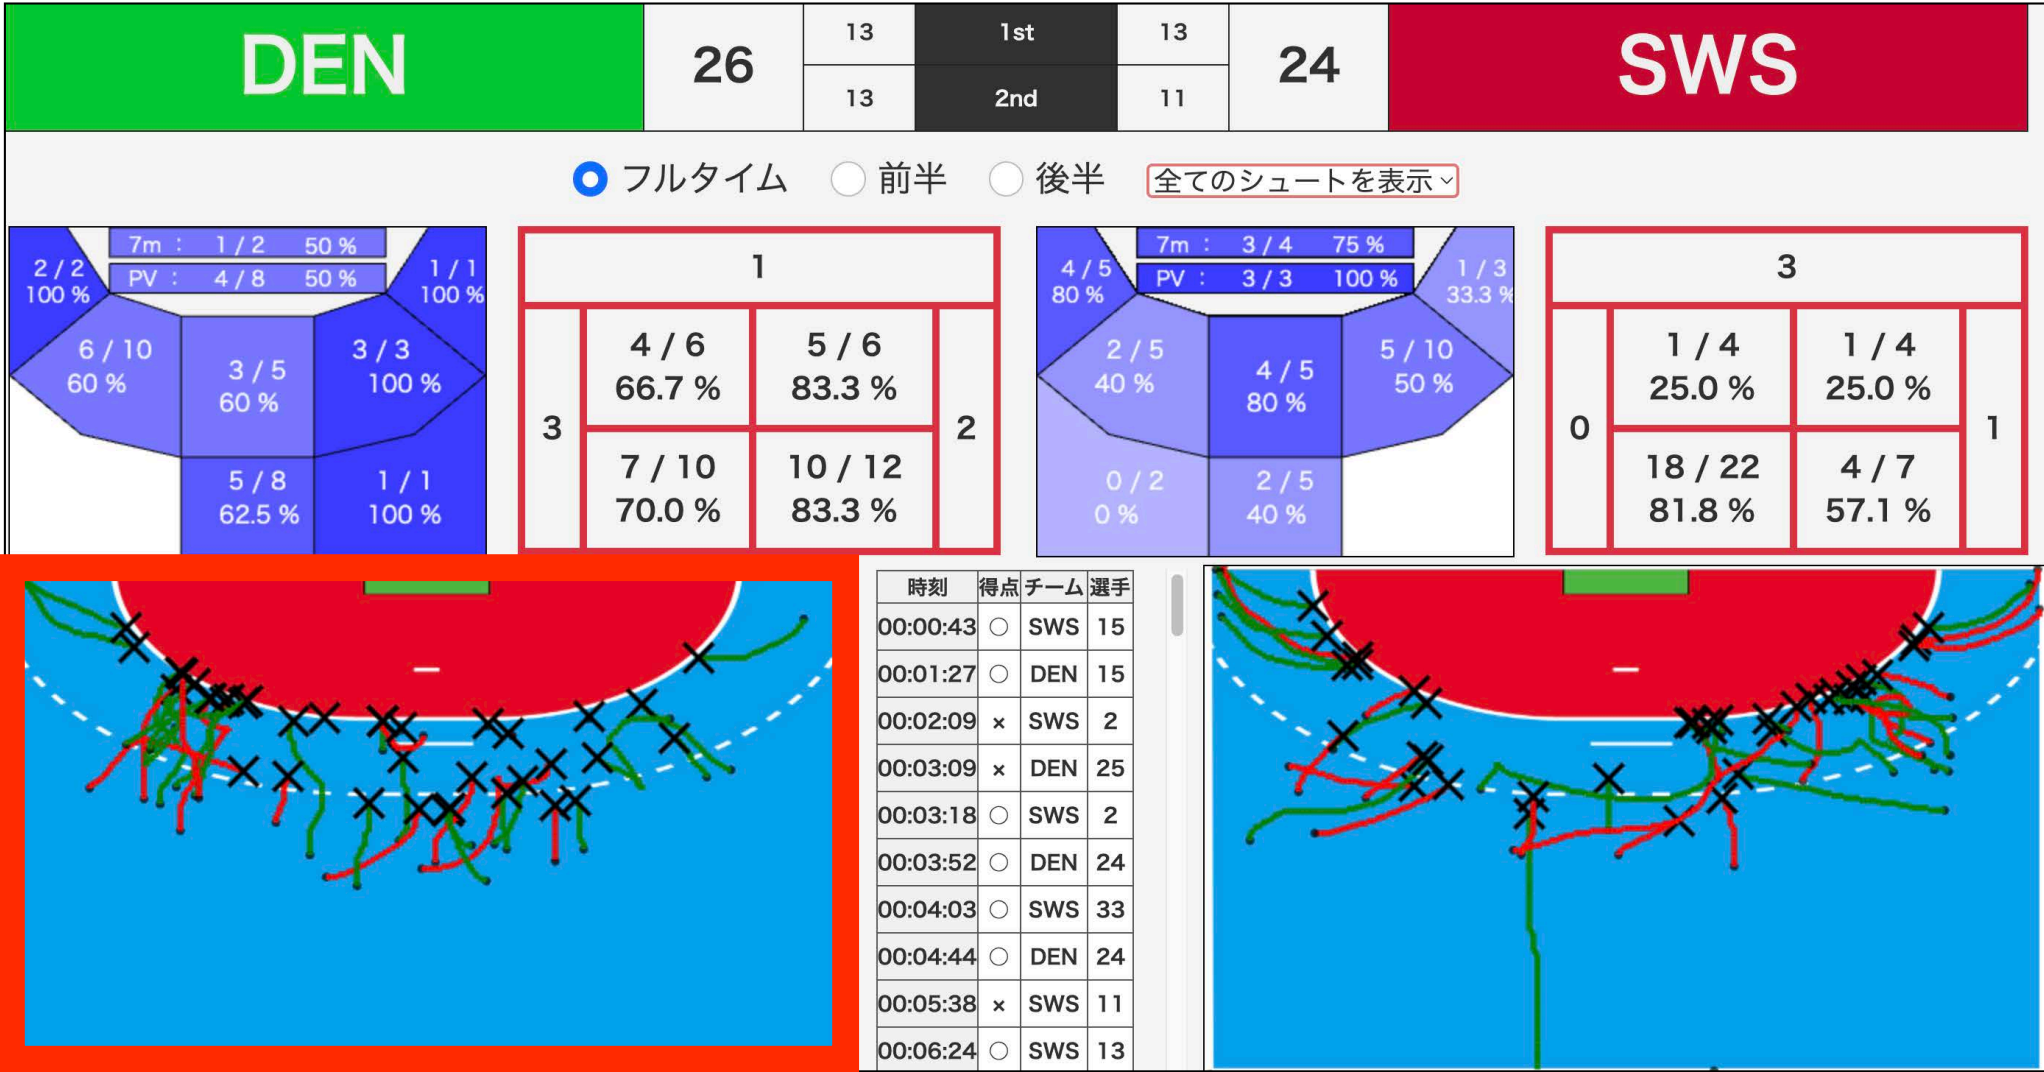 DEN
26
13 1st 13
13 2nd 11
24
SWS
フルタイム 前半 後半 全てのシュートを表示
7m : 1 / 2 50 %
PV : 4 / 8 50 %
2 / 2
100 %
1 / 1
100 %
6 / 10
60 %
3 / 5
60 %
3 / 3
100 %
5 / 8
62.5 %
1 / 1
100 %
1
3
4 / 6
66.7 %
5 / 6
83.3 %
7 / 10
70.0 %
10 / 12
83.3 %
2
7m : 3 / 4 75 %
PV : 3 / 3 100 %
4 / 5
80 %
1 / 3
33.3 %
2 / 5
40 %
4 / 5
80 %
5 / 10
50 %
0 / 2
0 %
2 / 5
40 %
3
0
1 / 4
25.0 %
1 / 4
25.0 %
18 / 22
81.8 %
4 / 7
57.1 %
1
時刻 得点 チーム 選手
00:00:43 ○ SWS 15
00:01:27 ○ DEN 15
00:02:09 × SWS 2
00:03:09 × DEN 25
00:03:18 ○ SWS 2
00:03:52 ○ DEN 24
00:04:03 ○ SWS 33
00:04:44 ○ DEN 24
00:05:38 × SWS 11
00:06:24 ○ SWS 13